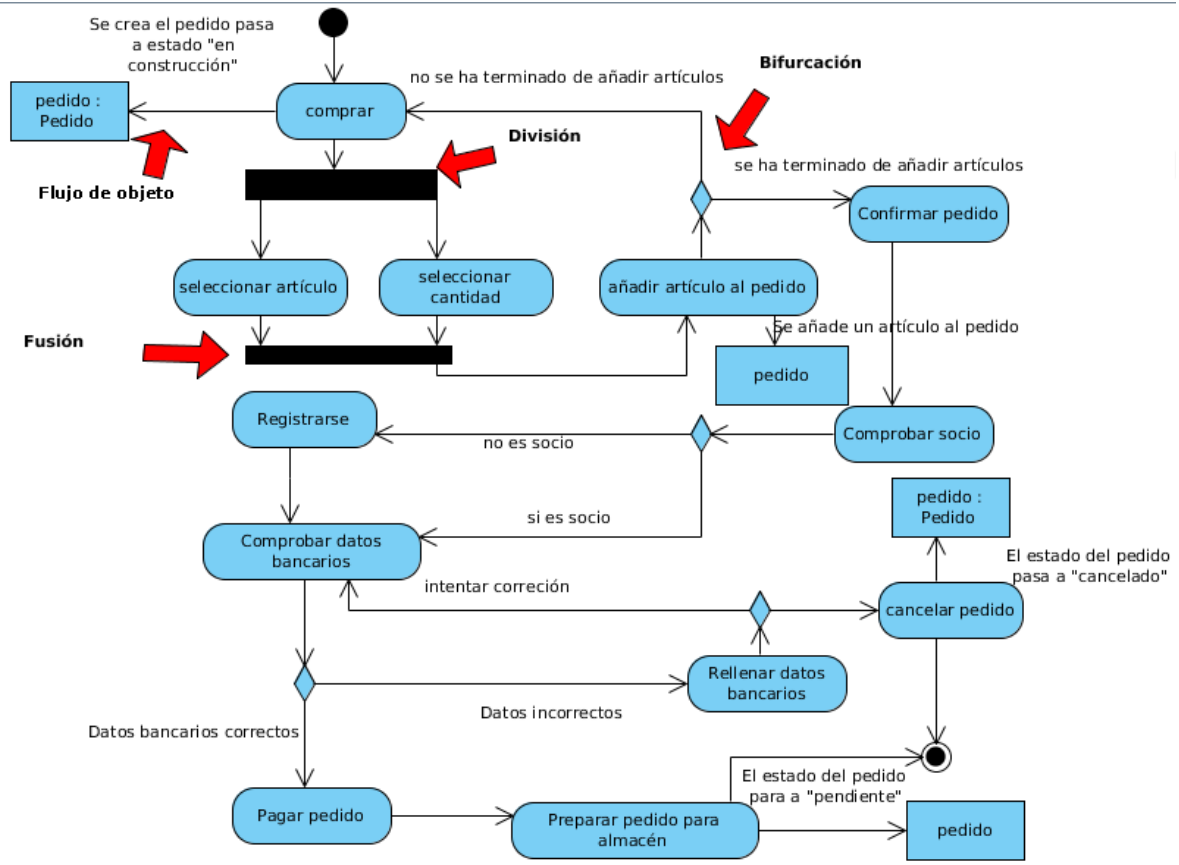 Se crea el pedido pasa
a estado "en
construcción"
pedido :
Pedido
comprar
no se ha terminado de añadir artículos
Bifurcación
División
Flujo de objeto
se ha terminado de añadir artículos
Confirmar pedido
seleccionar artículo
seleccionar
cantidad
añadir artículo al pedido
Fusión
Se añade un artículo al pedido
pedido
Registrarse
no es socio
Comprobar socio
pedido :
Pedido
si es socio
Comprobar datos
bancarios
El estado del pedido
pasa a "cancelado"
intentar correción
cancelar pedido
Rellenar datos
bancarios
Datos incorrectos
Datos bancarios correctos
El estado del pedido
para a "pendiente"
Pagar pedido
Preparar pedido para
almacén
pedido